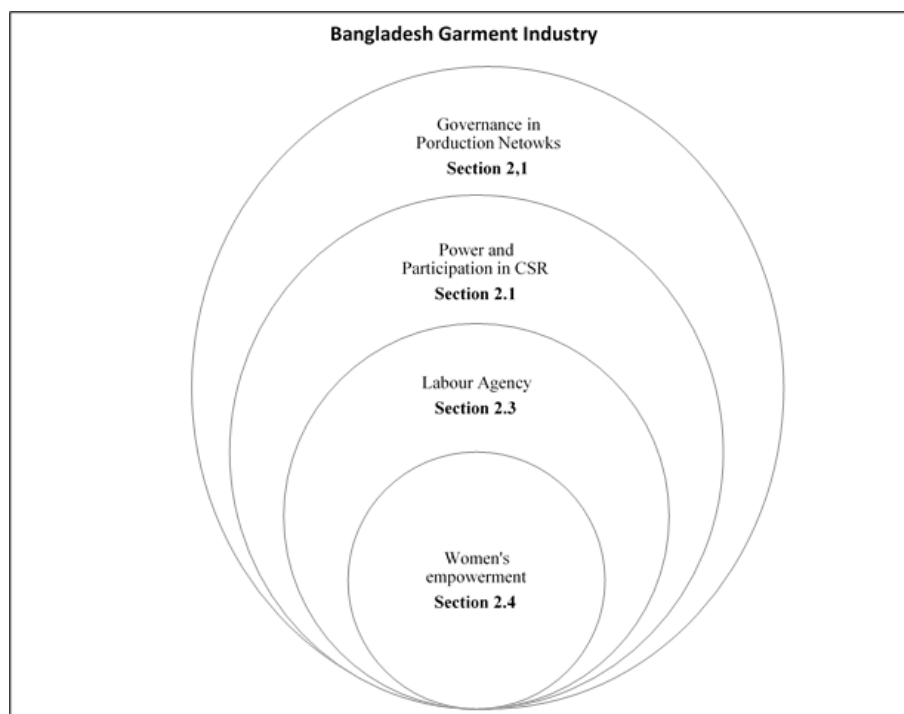 Bangladesh Garment Industry
Governance in
Porduction Netowks
Section 2,1
Power and
Participation in CSR
Section 2.1
Labour Agency
Section 2.3
Women's
empowerment
Section 2.4